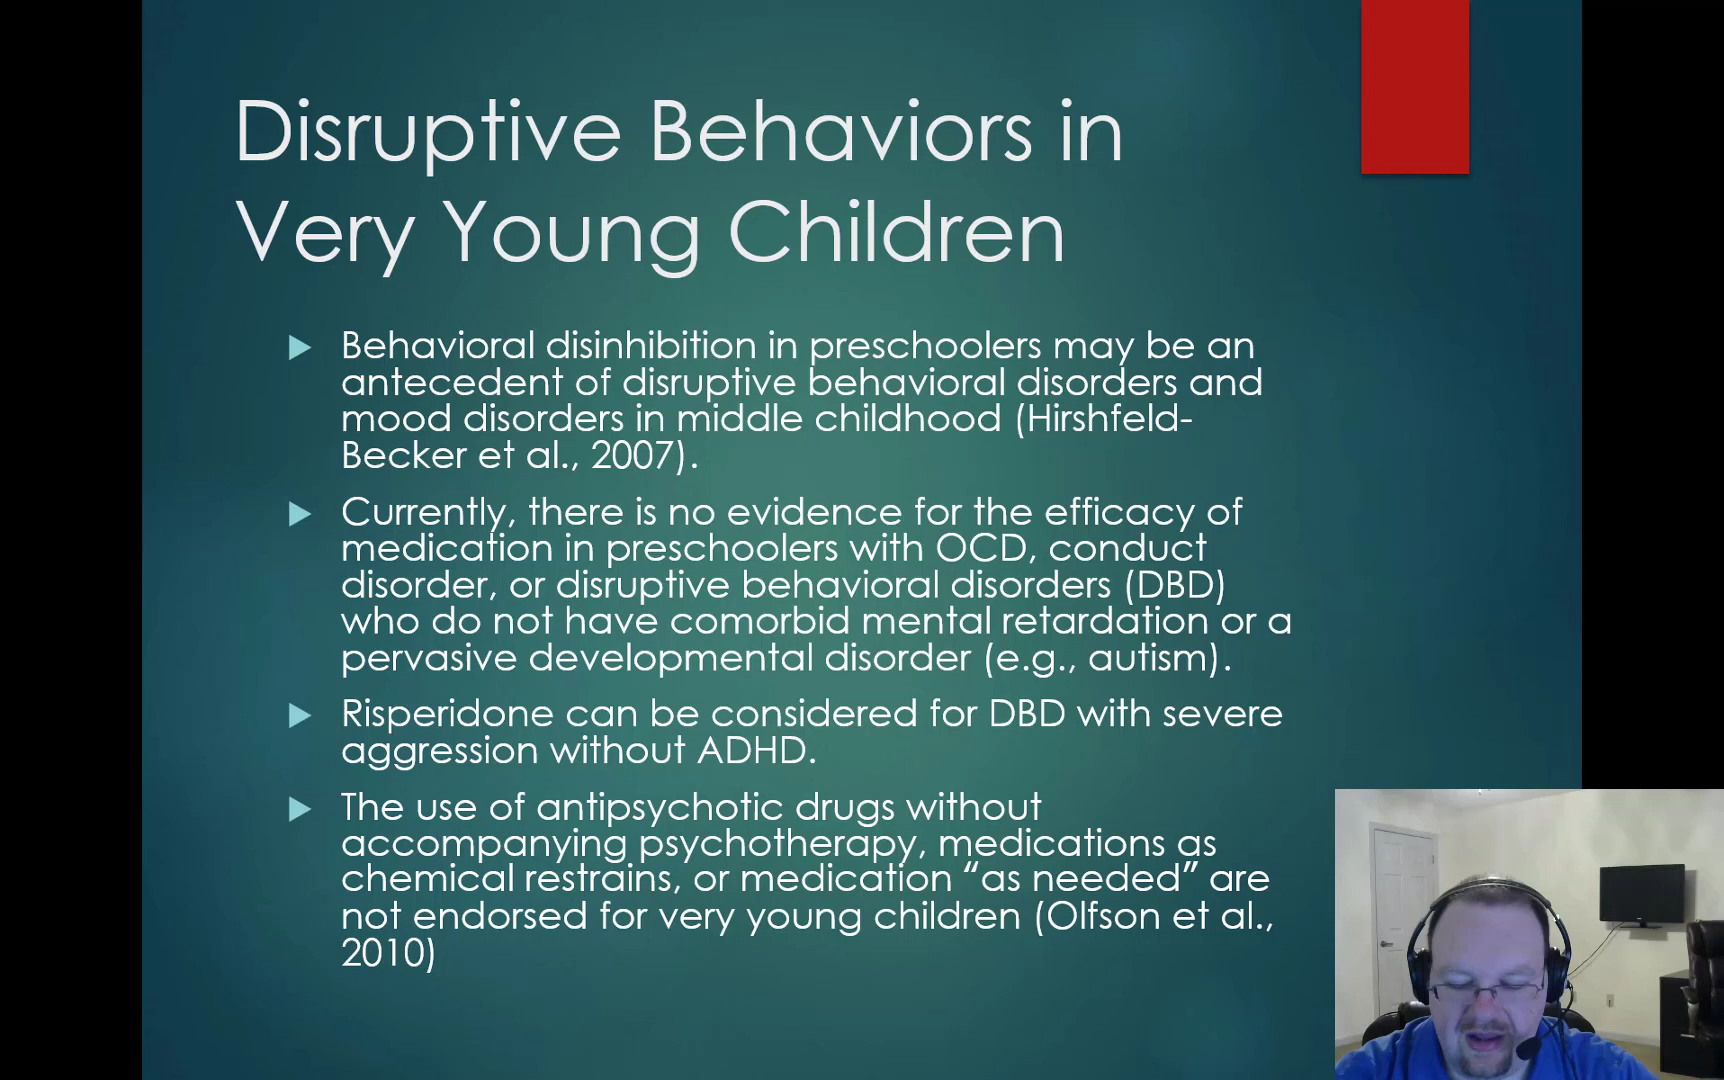 Disruptive Behaviors in
Very Young Children
Behavioral disinhibition in preschoolers may be an
antecedent of disruptive behavioral disorders and
mood disorders in middle childhood (Hirshfeld-
Becker et al., 2007).
Currently, there is no evidence for the efficacy of
medication in preschoolers with OCD, conduct
disorder, or disruptive behavioral disorders (DBD)
who do not have comorbid mental retardation or a
pervasive developmental disorder (e.g., autism).
Risperidone can be considered for DBD with severe
aggression without ADHD.
The use of antipsychotic drugs without
accompanying psychotherapy, medications as
chemical restrains, or medication “as needed” are
not endorsed for very young children (Olfson et al.,
2010)